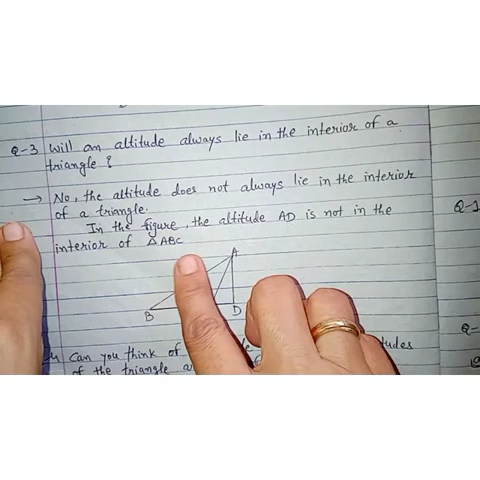 Q-3 Will an altitude always lie in the interior of a
triangle?
→ No, the altitude does not always lie in the interior
of a triangle.
In the figure, the altitude AD is not in the
interior of △ABC
A
B
D
Can you think of
of the triangle
Q-
Q-